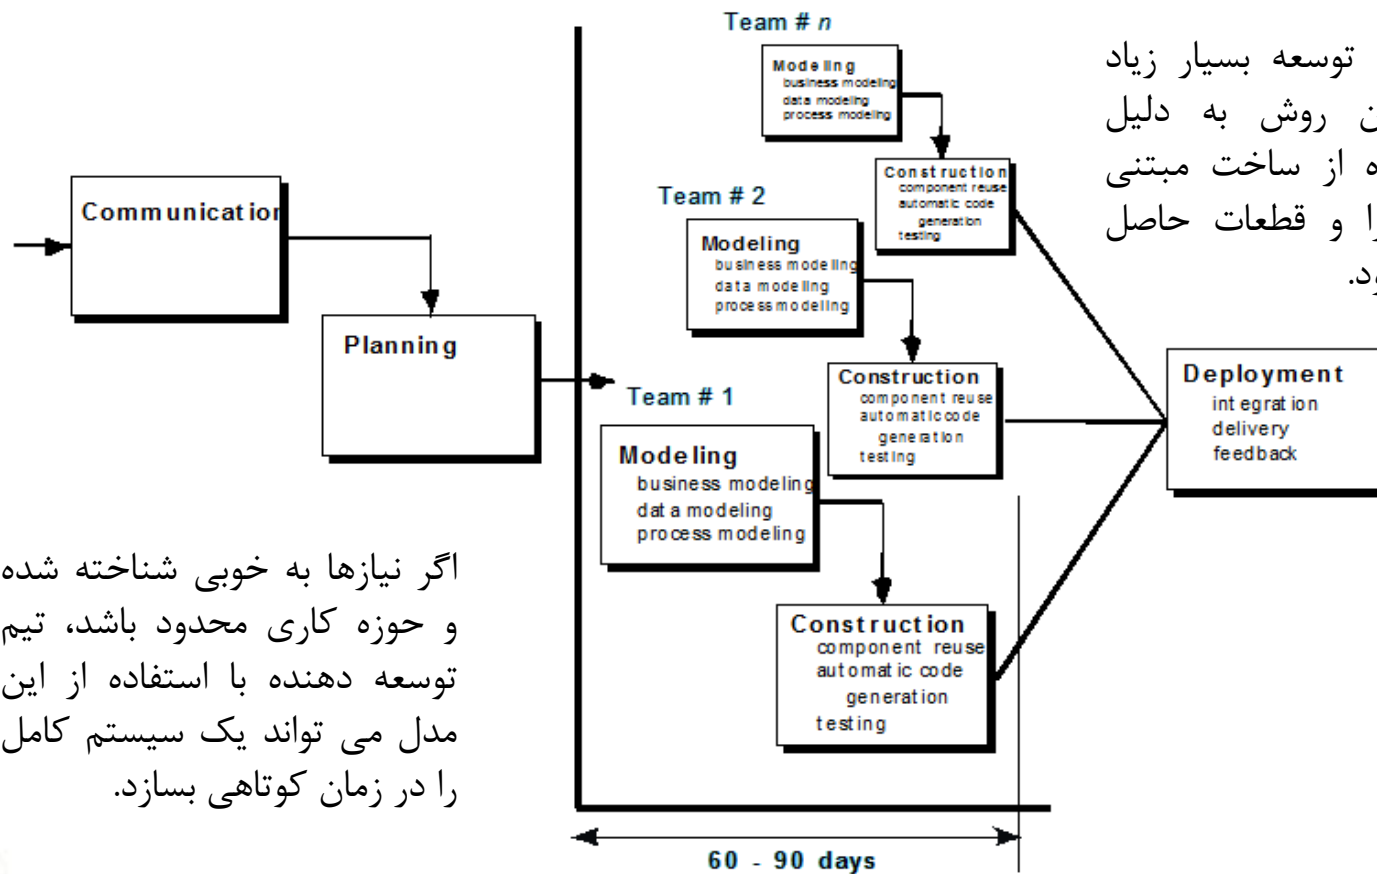 Team # n
Modeling
business modeling
data modeling
process modeling
Construction
component reuse
automatic code
generation
testing
توسعه بسیار زیاد
روش به دلیل
از ساخت مبتنی
و قطعات حاصل
Team # 2
Modeling
business modeling
data modeling
process modeling
Construction
component reuse
automatic code
generation
testing
Communication
Planning
Team # 1
Modeling
business modeling
data modeling
process modeling
Construction
component reuse
automatic code
generation
testing
Deployment
integration
delivery
feedback
اگر نیازها به خوبی شناخته شده
و حوزه کاری محدود باشد، تیم
توسعه دهنده با استفاده از این
مدل می تواند یک سیستم کامل
را در زمان کوتاهی بسازد.
60 - 90 days